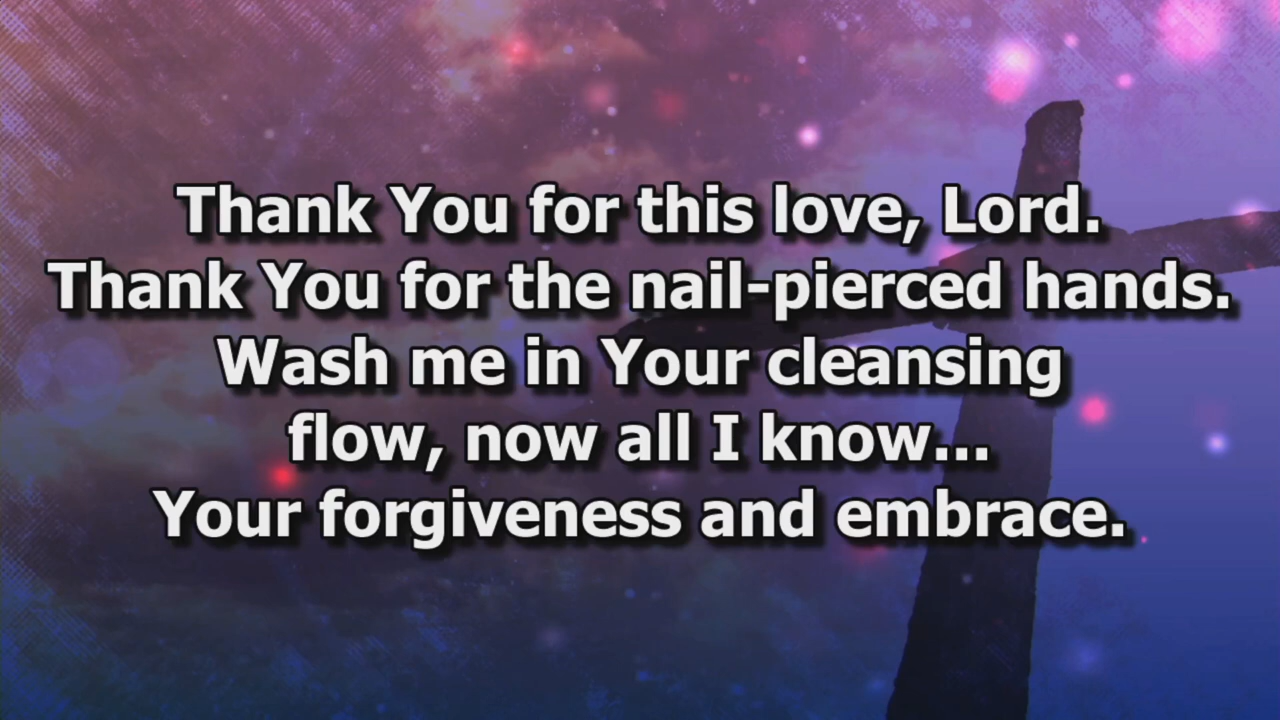 Thank You for this love, Lord.
Thank You for the nail-pierced hands.
Wash me in Your cleansing
flow, now all I know...
Your forgiveness and embrace.